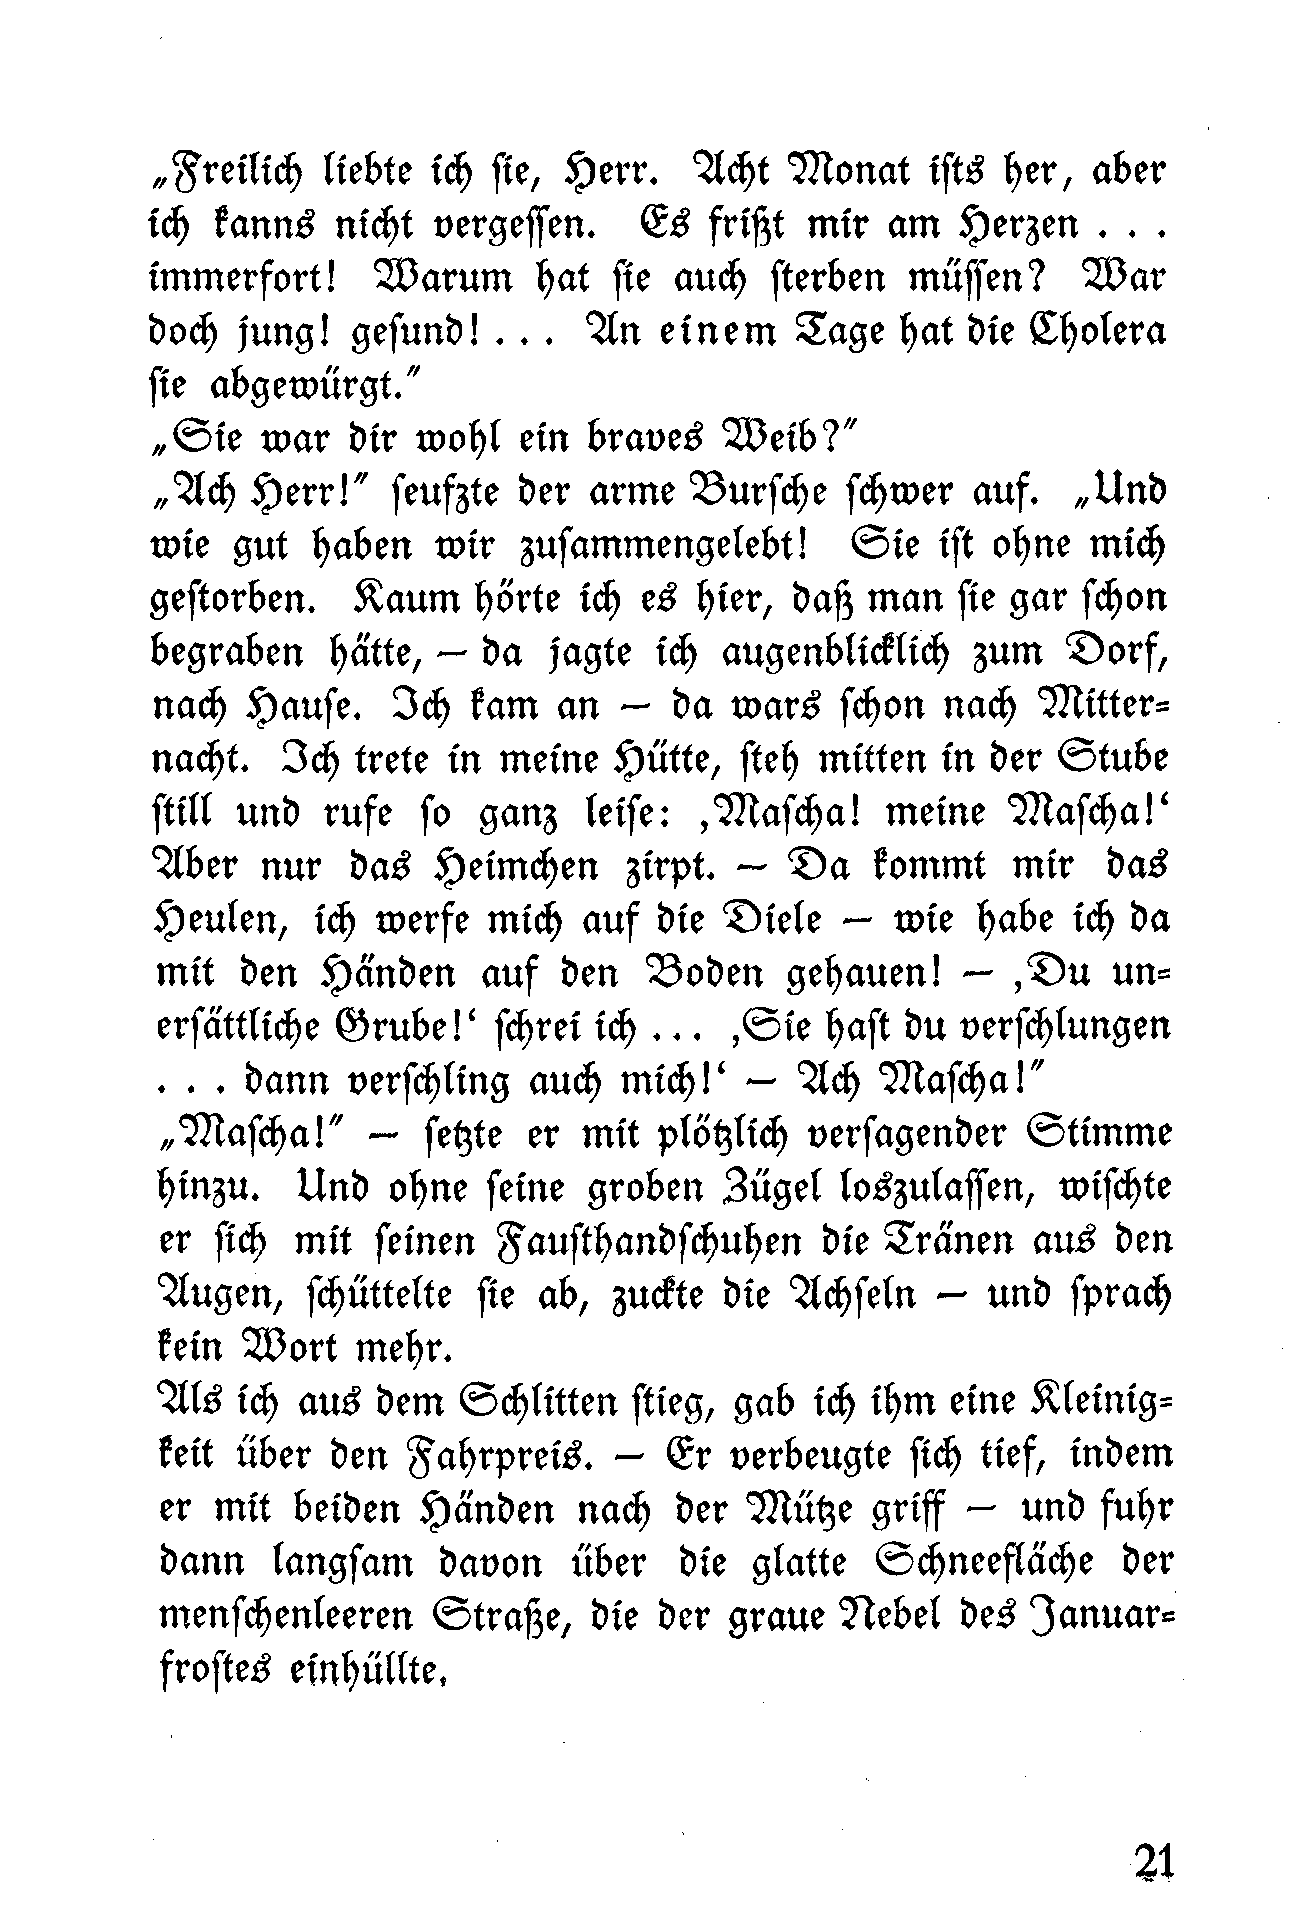 „Freilich liebte ich sie, Herr. Acht Monat ists her, aber
ich kanns nicht vergessen. Es frißt mir am Herzen . . .
immerfort! Warum hat sie auch sterben müssen? War
doch jung! gesund! . . . An einem Tage hat die Cholera
sie abgewürgt.”
„Sie war dir wohl ein braves Weib?”
„Ach Herr!” seufzte der arme Bursche schwer auf. „Und
wie gut haben wir zusammengelebt! Sie ist ohne mich
gestorben. Kaum hörte ich es hier, daß man sie gar schon
begraben hätte, — da jagte ich augenblicklich zum Dorf,
nach Hause. Ich kam an — da wars schon nach Mitter-
nacht. Ich trete in meine Hütte, steh mitten in der Stube
still und rufe so ganz leise: ‚Mascha! meine Mascha!‘
Aber nur das Heimchen zirpt. — Da kommt mir das
Heulen, ich werfe mich auf die Diele — wie habe ich da
mit den Händen auf den Boden gehauen! — ‚Du un-
ersättliche Grube!‘ schrei ich . . . ‚Sie hast du verschlungen
. . . dann verschling auch mich!‘ — Ach Mascha!”
„Mascha!” — setzte er mit plötzlich versagender Stimme
hinzu. Und ohne seine groben Zügel loszulassen, wischte
er sich mit seinen Fausthandschuhen die Tränen aus den
Augen, schüttelte sie ab, zuckte die Achseln — und sprach
kein Wort mehr.
Als ich aus dem Schlitten stieg, gab ich ihm eine Kleinig-
keit über den Fahrpreis. — Er verbeugte sich tief, indem
er mit beiden Händen nach der Mütze griff — und fuhr
dann langsam davon über die glatte Schneefläche der
menschenleeren Straße, die der graue Nebel des Januar-
frostes einhüllte.
21